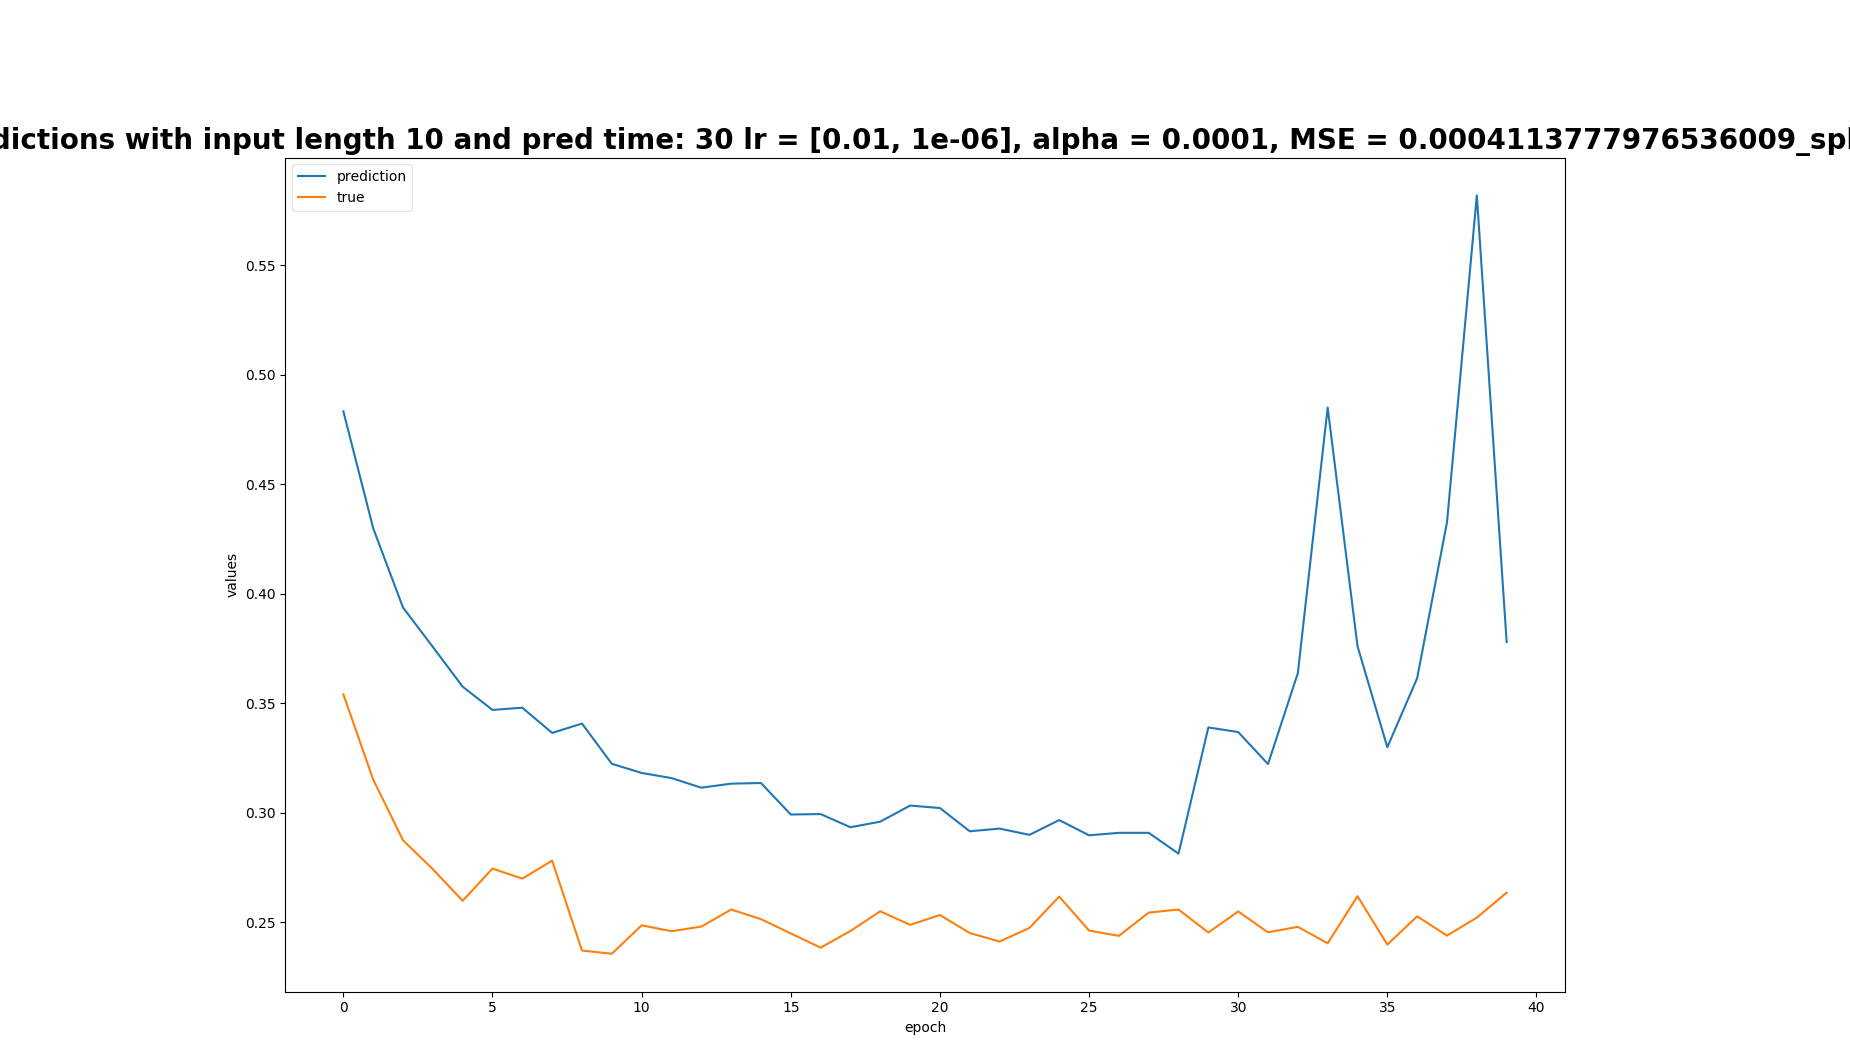 dictions with input length 10 and pred time: 30 lr = [0.01, 1e-06], alpha = 0.0001, MSE = 0.0004113777976536009_spl
prediction
true
0.55
0.50
0.45
0.40
0.35
0.30
0.25
values
0 5 10 15 20 25 30 35 40
epoch